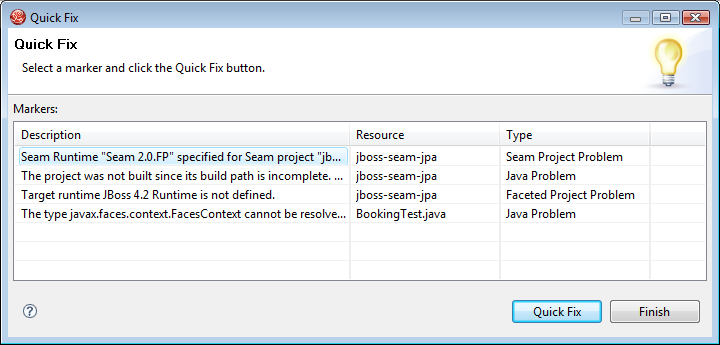 Quick Fix
Quick Fix
Select a marker and click the Quick Fix button.
Markers:
Description Resource Type
Seam Runtime "Seam 2.0.FP" specified for Seam project "jb... jboss-seam-jpa Seam Project Problem
The project was not built since its build path is incomplete. ... jboss-seam-jpa Java Problem
Target runtime JBoss 4.2 Runtime is not defined. jboss-seam-jpa Faceted Project Problem
The type javax.faces.context.FacesContext cannot be resolve... BookingTest.java Java Problem
? Quick Fix Finish